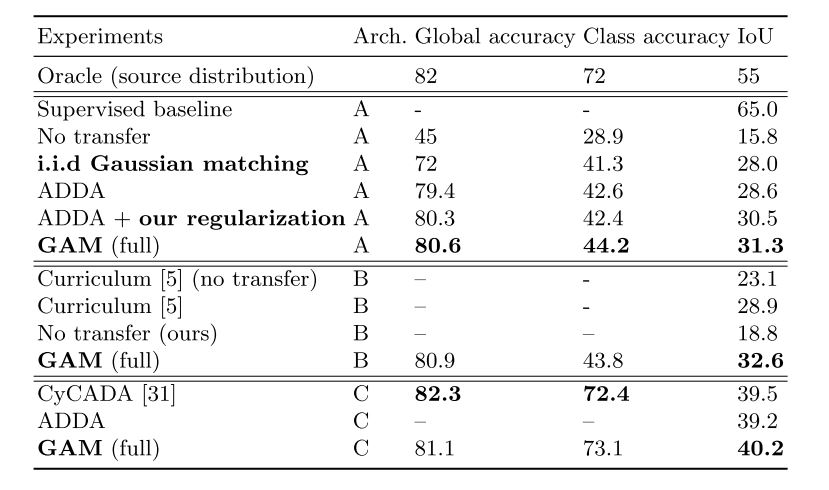 Experiments Arch. Global accuracy Class accuracy IoU
Oracle (source distribution) 82 72 55
Supervised baseline A - - 65.0
No transfer A 45 28.9 15.8
i.i.d Gaussian matching A 72 41.3 28.0
ADDA A 79.4 42.6 28.6
ADDA + our regularization A 80.3 42.4 30.5
GAM (full) A 80.6 44.2 31.3
Curriculum [5] (no transfer) B – - 23.1
Curriculum [5] B – - 28.9
No transfer (ours) B – – 18.8
GAM (full) B 80.9 43.8 32.6
CyCADA [31] C 82.3 72.4 39.5
ADDA C – – 39.2
GAM (full) C 81.1 73.1 40.2